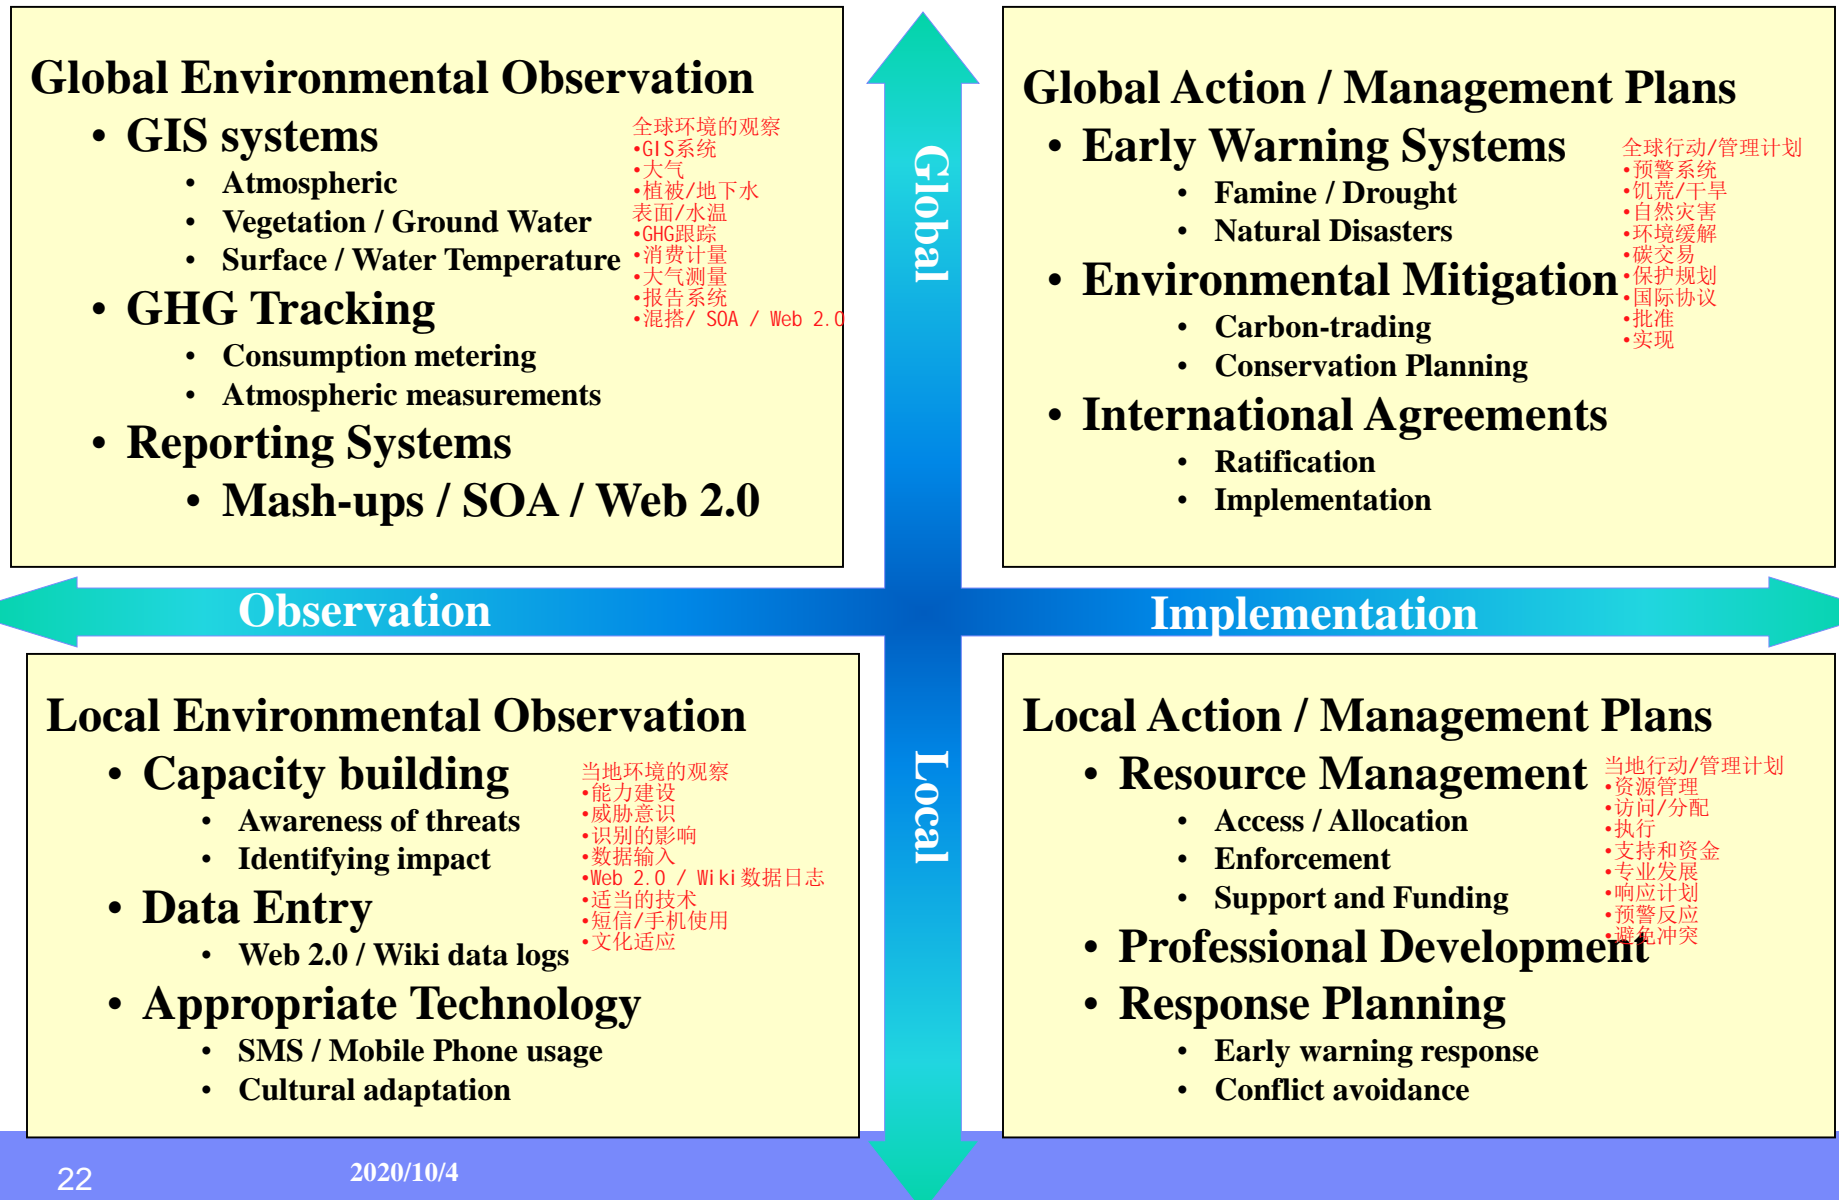 Global Environmental Observation
• GIS systems
• Atmospheric
• Vegetation / Ground Water
• Surface / Water Temperature
• GHG Tracking
• Consumption metering
• Atmospheric measurements
• Reporting Systems
• Mash-ups / SOA / Web 2.0
全球环境的观察
•GIS系统
•大气
•植被/地下水
表面/水温
•GHG跟踪
•消费计量
•大气测量
•报告系统
•混搭/ SOA / Web 2.0
Global
Global Action / Management Plans
• Early Warning Systems
• Famine / Drought
• Natural Disasters
• Environmental Mitigation
• Carbon-trading
• Conservation Planning
• International Agreements
• Ratification
• Implementation
全球行动/管理计划
•预警系统
•饥荒/干旱
•自然灾害
•环境缓解
•碳交易
•保护规划
•国际协议
•批准
•实现
Observation
Implementation
Local Environmental Observation
• Capacity building
• Awareness of threats
• Identifying impact
• Data Entry
• Web 2.0 / Wiki data logs
• Appropriate Technology
• SMS / Mobile Phone usage
• Cultural adaptation
当地环境的观察
•能力建设
•威胁意识
•识别的影响
•数据输入
•Web 2.0 / Wiki数据日志
•适当的技术
•短信/手机使用
•文化适应
Local
Local Action / Management Plans
• Resource Management
• Access / Allocation
• Enforcement
• Support and Funding
• Professional Development
• Response Planning
• Early warning response
• Conflict avoidance
当地行动/管理计划
•资源管理
•访问/分配
•执行
•支持和资金
•专业发展
•响应计划
•预警反应
•避免冲突
22
2020/10/4